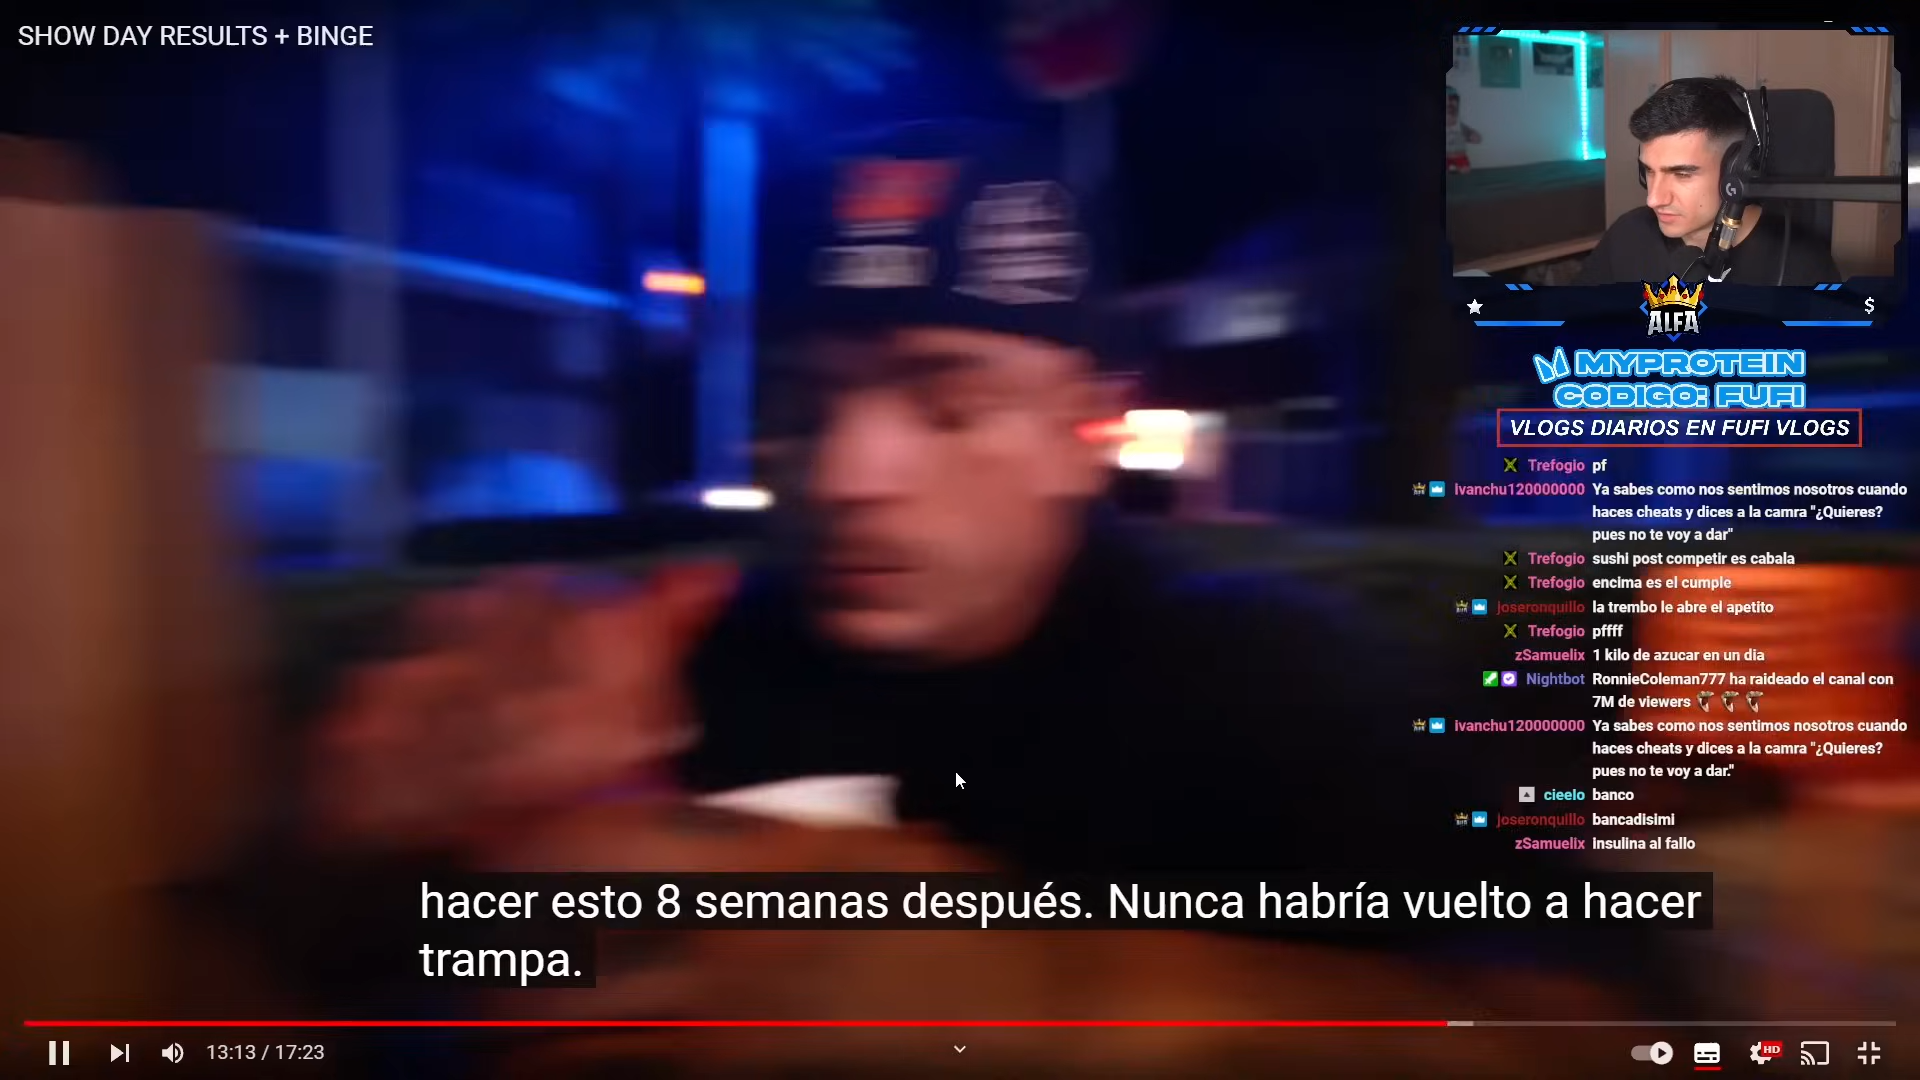 SHOW DAY RESULTS + BINGE
ALFA
$
MYPROTEIN
CODIGO: FUFI
VLOGS DIARIOS EN FUFI VLOGS
Trefogio pf
ivanchu120000000 Ya sabes como nos sentimos nosotros cuando
haces cheats y dices a la camra "¿Quieres?
pues no te voy a dar"
Trefogio sushi post competir es cabala
Trefogio encima es el cumple
joseronquillo la trembo le abre el apetito
Trefogio pffff
zSamuelix 1 kilo de azucar en un dia
Nightbot RonnieColeman777 ha raideado el canal con
7M de viewers
ivanchu120000000 Ya sabes como nos sentimos nosotros cuando
haces cheats y dices a la camra "¿Quieres?
pues no te voy a dar."
cieelo banco
joseronquillo bancadisimi
zSamuelix insulina al fallo
hacer esto 8 semanas después. Nunca habría vuelto a hacer
trampa.
13:13 / 17:23
HD